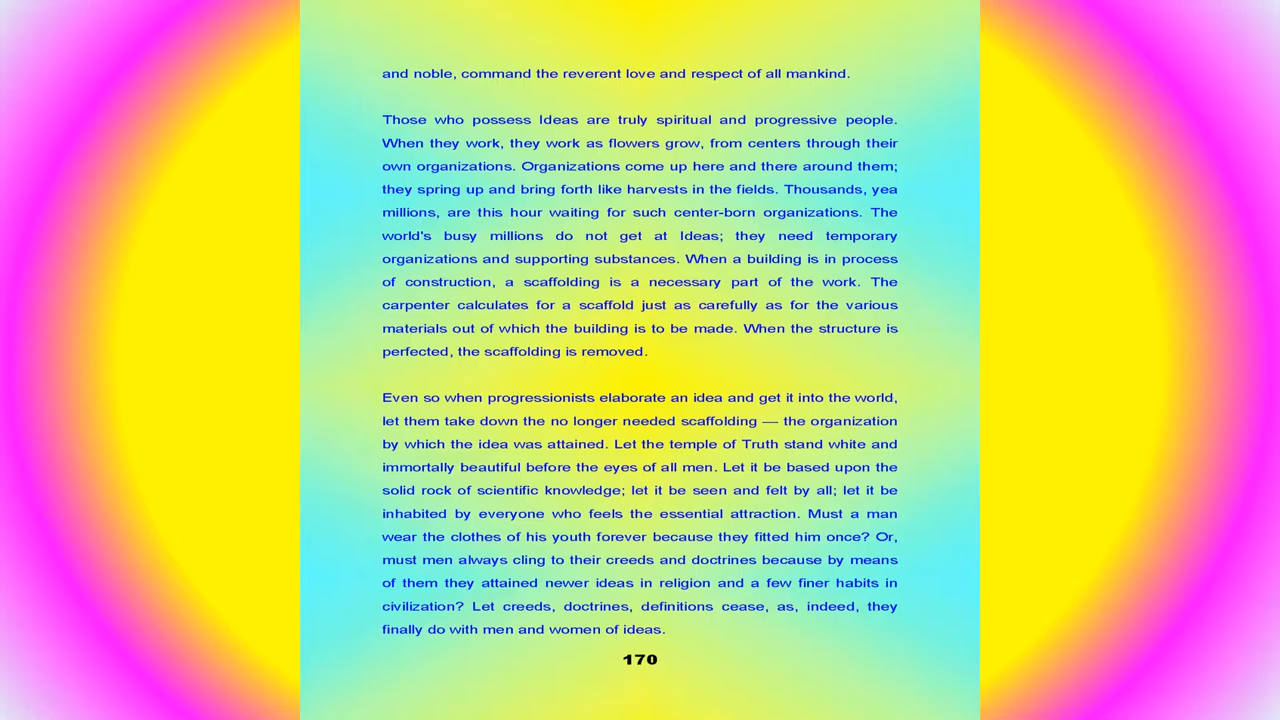 and noble, command the reverent love and respect of all mankind.
Those who possess Ideas are truly spiritual and progressive people.
When they work, they work as flowers grow, from centers through their
own organizations. Organizations come up here and there around them;
they spring up and bring forth like harvests in the fields. Thousands, yea
millions, are this hour waiting for such center-born organizations. The
world's busy millions do not get at Ideas; they need temporary
organizations and supporting substances. When a building is in process
of construction, a scaffolding is a necessary part of the work. The
carpenter calculates for a scaffold just as carefully as for the various
materials out of which the building is to be made. When the structure is
perfected, the scaffolding is removed.
Even so when progressionists elaborate an idea and get it into the world,
let them take down the no longer needed scaffolding — the organization
by which the idea was attained. Let the temple of Truth stand white and
immortally beautiful before the eyes of all men. Let it be based upon the
solid rock of scientific knowledge; let it be seen and felt by all; let it be
inhabited by everyone who feels the essential attraction. Must a man
wear the clothes of his youth forever because they fitted him once? Or,
must men always cling to their creeds and doctrines because by means
of them they attained newer ideas in religion and a few finer habits in
civilization? Let creeds, doctrines, definitions cease, as, indeed, they
finally do with men and women of ideas.
170